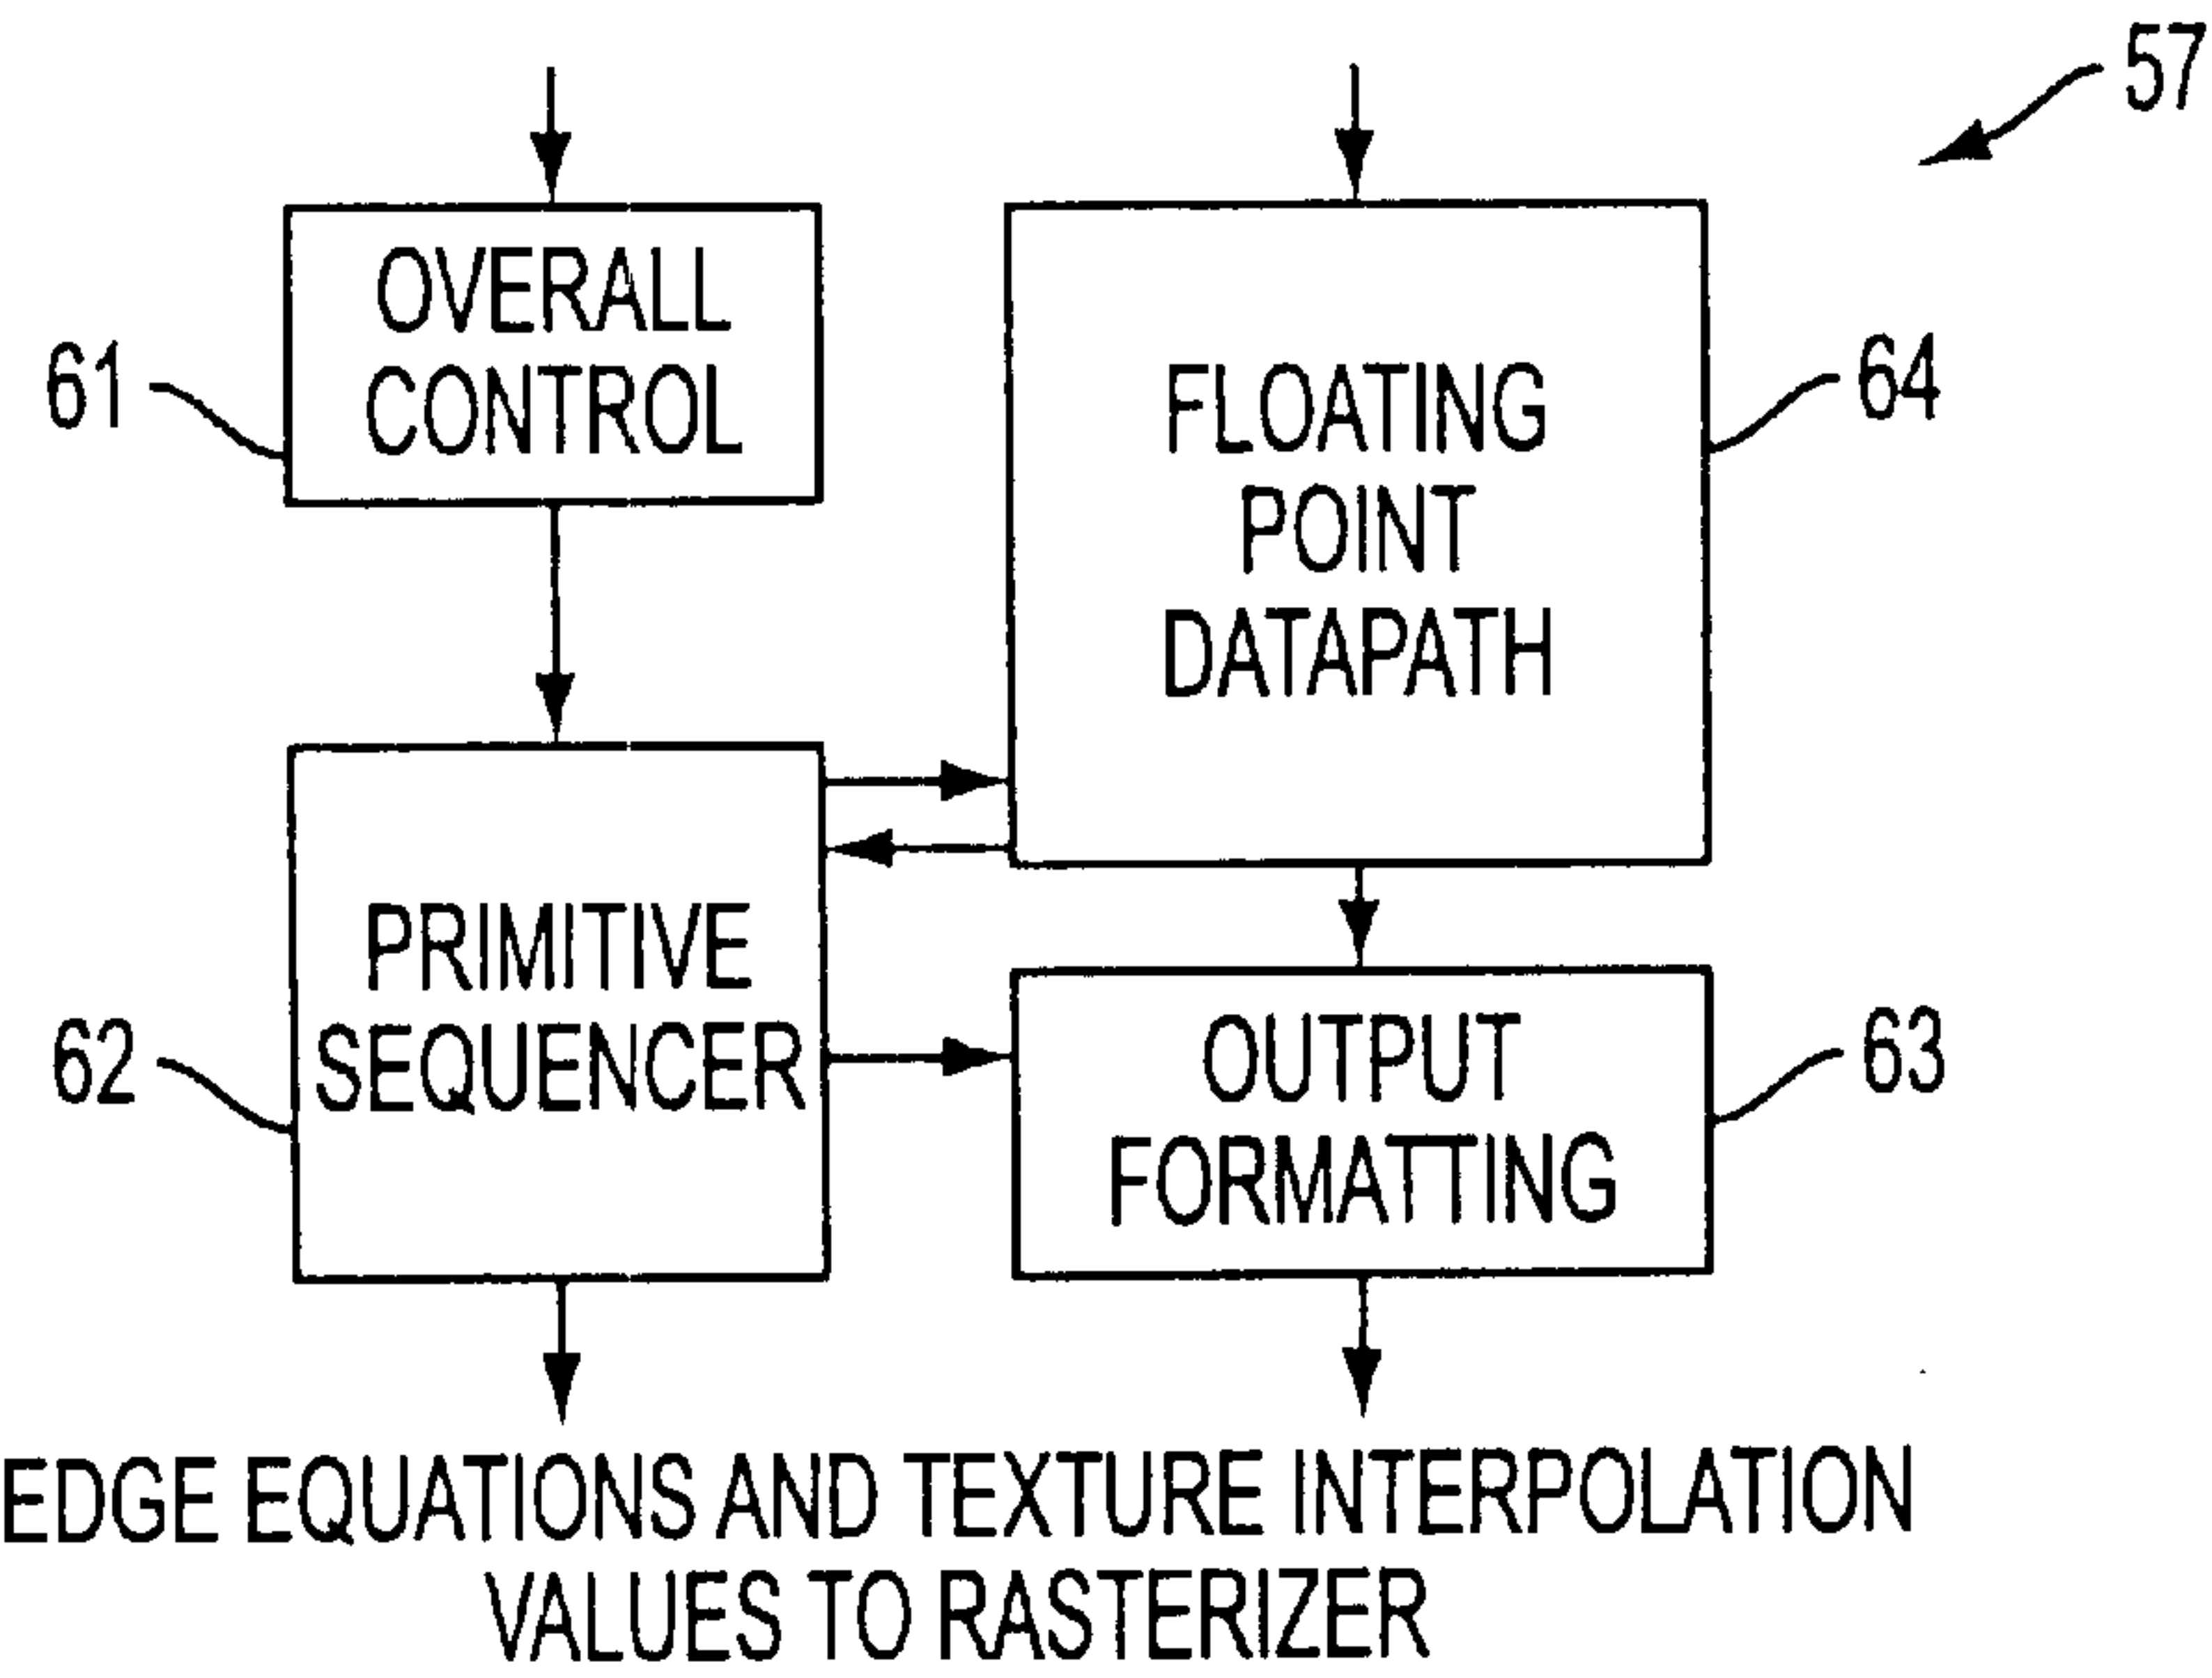 57
OVERALL
CONTROL
61
FLOATING
POINT
DATAPATH
64
PRIMITIVE
SEQUENCER
62
OUTPUT
FORMATTING
63
EDGE EQUATIONS AND TEXTURE INTERPOLATION
VALUES TO RASTERIZER